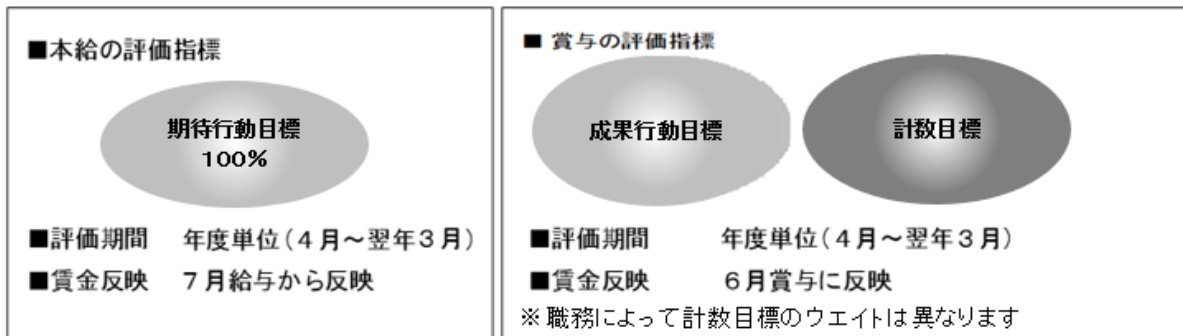 ■本給の評価指標
期待行動目標
100%
■評価期間 年度単位(4月~翌年3月)
■賃金反映 7月給与から反映
■ 賞与の評価指標
成果行動目標
計数目標
■評価期間 年度単位(4月~翌年3月)
■賃金反映 6月賞与に反映
※職務によって計数目標のウエイトは異なります